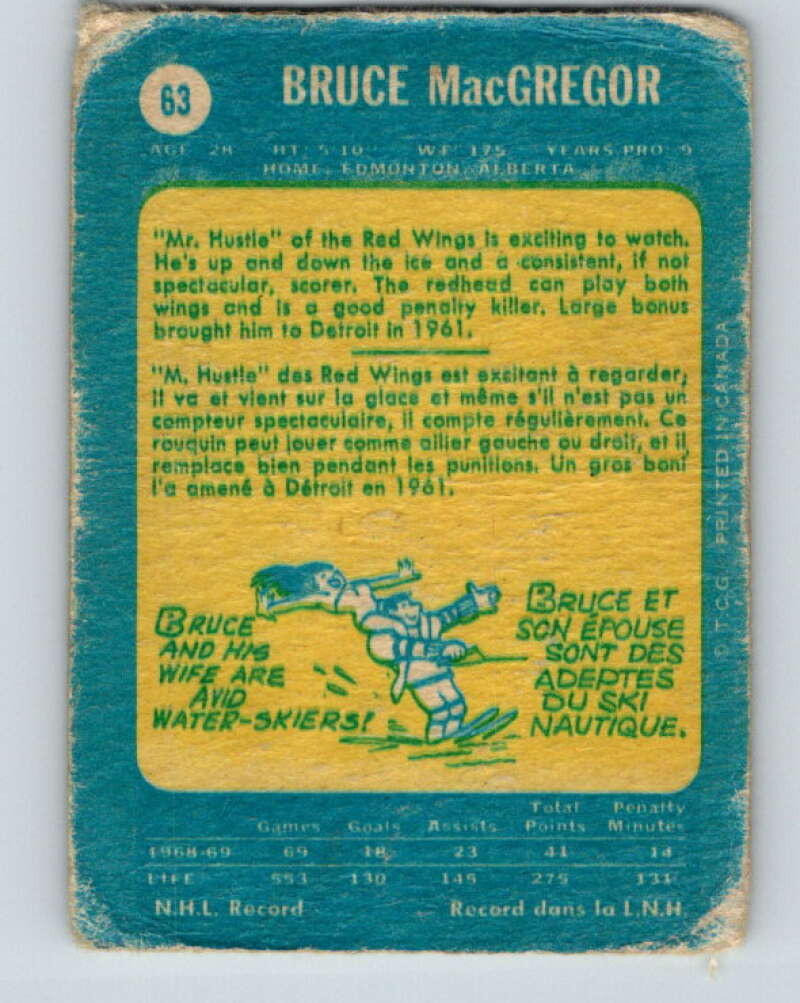 63
BRUCE MacGREGOR
AGE 28 HT. 5'10" WT. 175 YEARS PRO 9
HOME, EDMONTON, ALBERTA
"Mr. Hustle" of the Red Wings is exciting to watch.
He's up and down the ice and a consistent, if not
spectacular, scorer. The redhead can play both
wings and is a good penalty killer. Large bonus
brought him to Detroit in 1961.
"M. Hustle" des Red Wings est excitant à regarder;
il va et vient sur la glace et même s'il n'est pas un
compteur spectaculaire, il compte régulièrement. Ce
rouquin peut jouer comme ailier gauche ou droit, et il
remplace bien pendant les punitions. Un gros boni
l'a amené à Détroit en 1961.
BRUCE
AND HIS
WIFE ARE
AVID
WATER-SKIERS!
BRUCE ET
SON ÉPOUSE
SONT DES
ADEPTES
DU SKI
NAUTIQUE.
© T.C.G. PRINTED IN CANADA
Total Penalty
Games Goals Assists Points Minutes
1968-69 69 18 23 41 14
LIFE 553 130 145 275 131
N.H.L. Record Record dans la L.N.H.